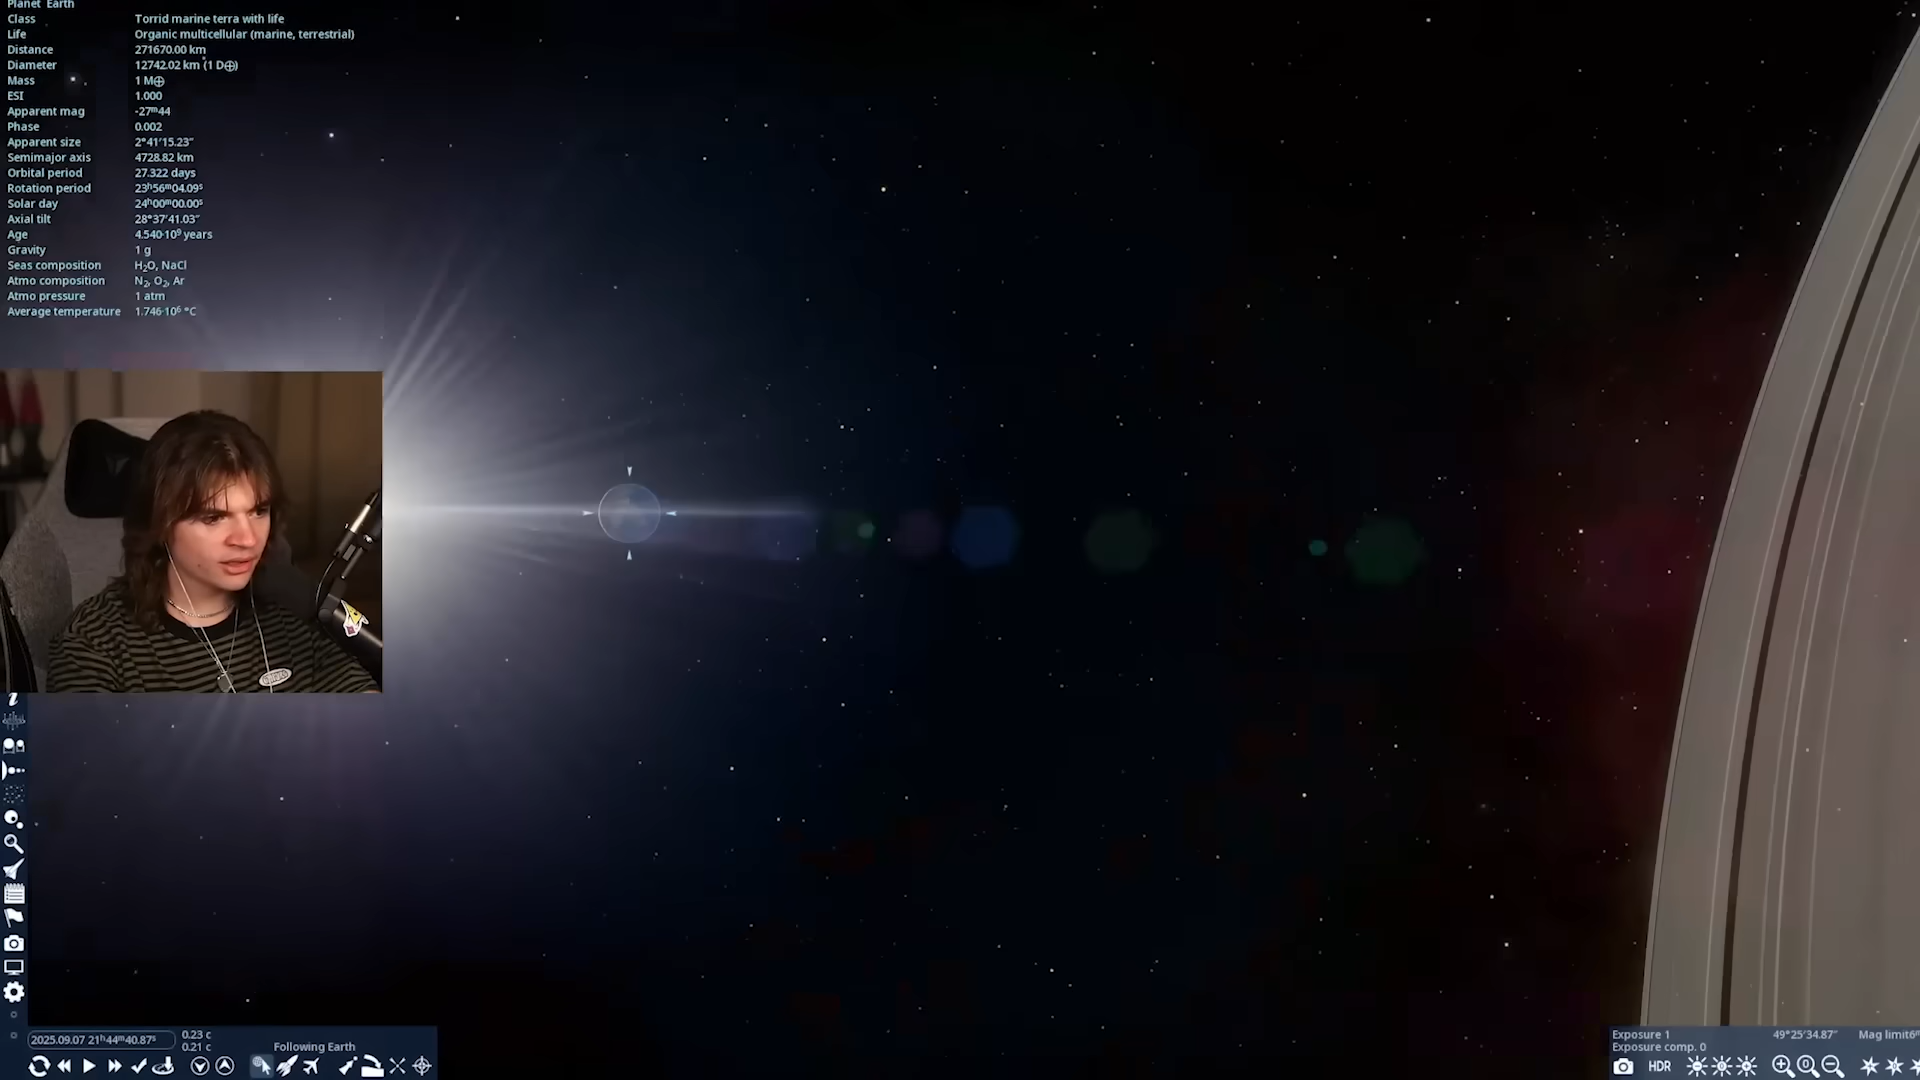 Planet Earth
Class Torrid marine terra with life
Life Organic multicellular (marine, terrestrial)
Distance 271670.00 km
Diameter 12742.02 km (1 D⊕)
Mass 1 M⊕
ESI 1.000
Apparent mag -27ᵐ44
Phase 0.002
Apparent size 2°41'15.23"
Semimajor axis 4728.82 km
Orbital period 27.322 days
Rotation period 23ʰ56ᵐ04.09ˢ
Solar day 24ʰ00ᵐ00.00ˢ
Axial tilt 28°37'41.03"
Age 4.540·10⁹ years
Gravity 1 g
Seas composition H₂O, NaCl
Atmo composition N₂, O₂, Ar
Atmo pressure 1 atm
Average temperature 1.746·10⁶ °C
2025.09.07 21ʰ44ᵐ40.87ˢ
0.23 c
0.21 c
Following Earth
Exposure 1 49°25'34.87" Mag limit6ᵐ
Exposure comp. 0
HDR